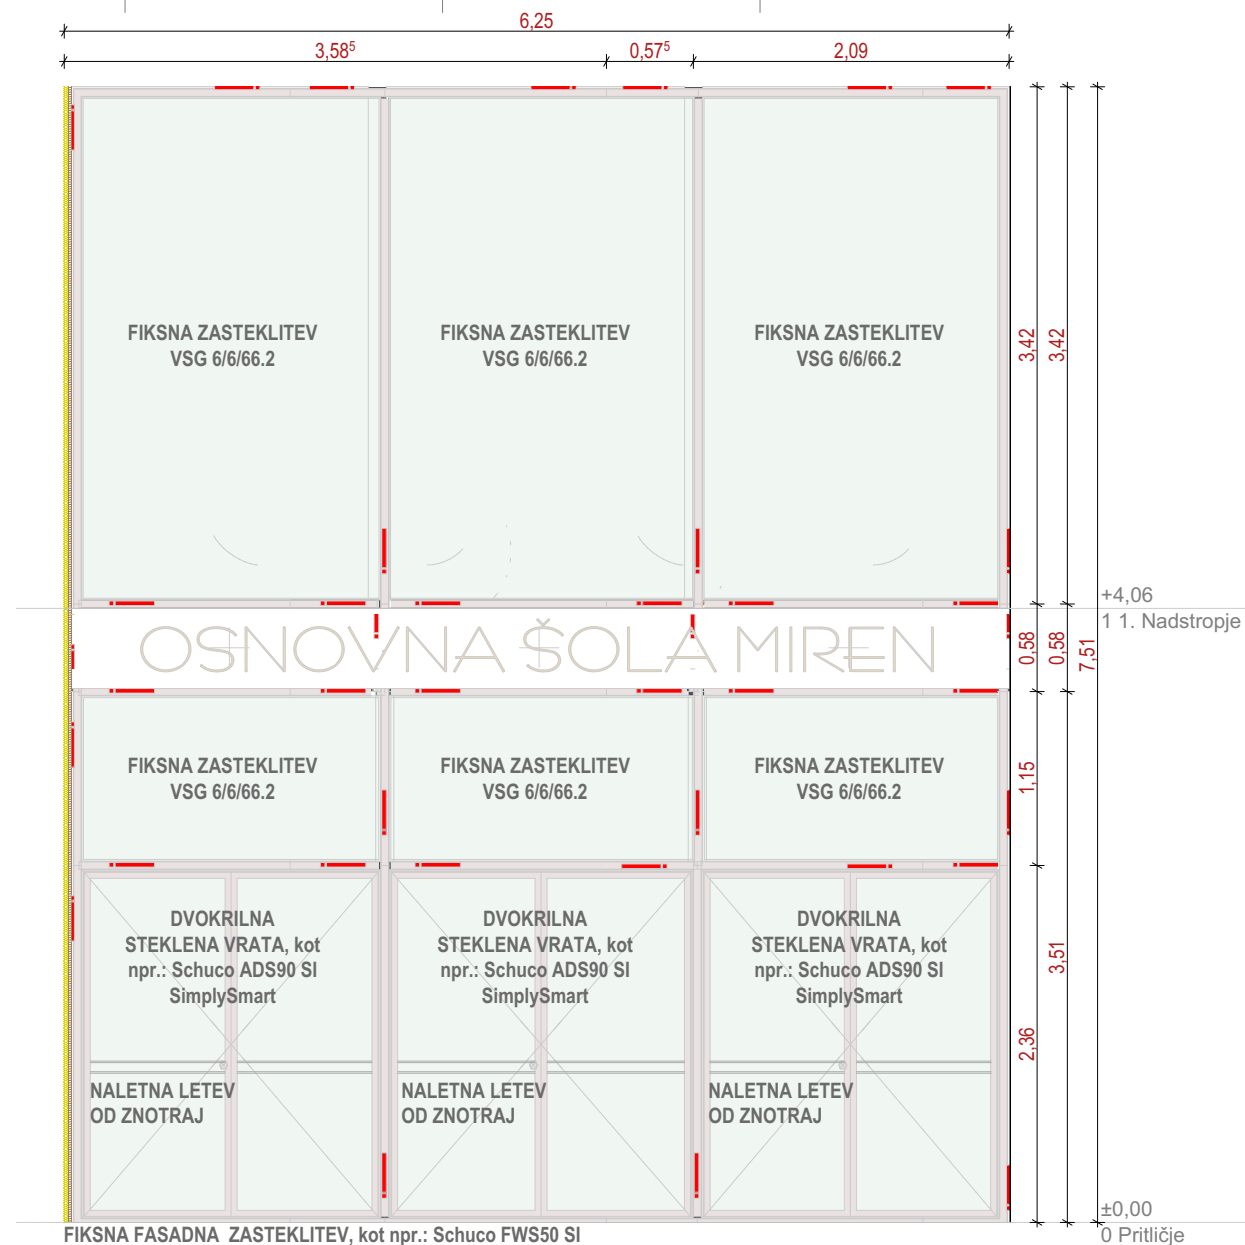 6,25
3,58⁵
0,57⁵
2,09
FIKSNA ZASTEKLITEV
VSG 6/6/66.2
FIKSNA ZASTEKLITEV
VSG 6/6/66.2
FIKSNA ZASTEKLITEV
VSG 6/6/66.2
3,42
3,42
+4,06
1 1. Nadstropje
OSNOVNA ŠOLA MIREN
0,58
0,58
7,51
FIKSNA ZASTEKLITEV
VSG 6/6/66.2
FIKSNA ZASTEKLITEV
VSG 6/6/66.2
FIKSNA ZASTEKLITEV
VSG 6/6/66.2
1,15
DVOKRILNA
STEKLENA VRATA, kot
npr.: Schuco ADS90 SI
SimplySmart
DVOKRILNA
STEKLENA VRATA, kot
npr.: Schuco ADS90 SI
SimplySmart
DVOKRILNA
STEKLENA VRATA, kot
npr.: Schuco ADS90 SI
SimplySmart
3,51
2,36
NALETNA LETEV
OD ZNOTRAJ
NALETNA LETEV
OD ZNOTRAJ
NALETNA LETEV
OD ZNOTRAJ
±0,00
0 Pritličje
FIKSNA FASADNA ZASTEKLITEV, kot npr.: Schuco FWS50 SI